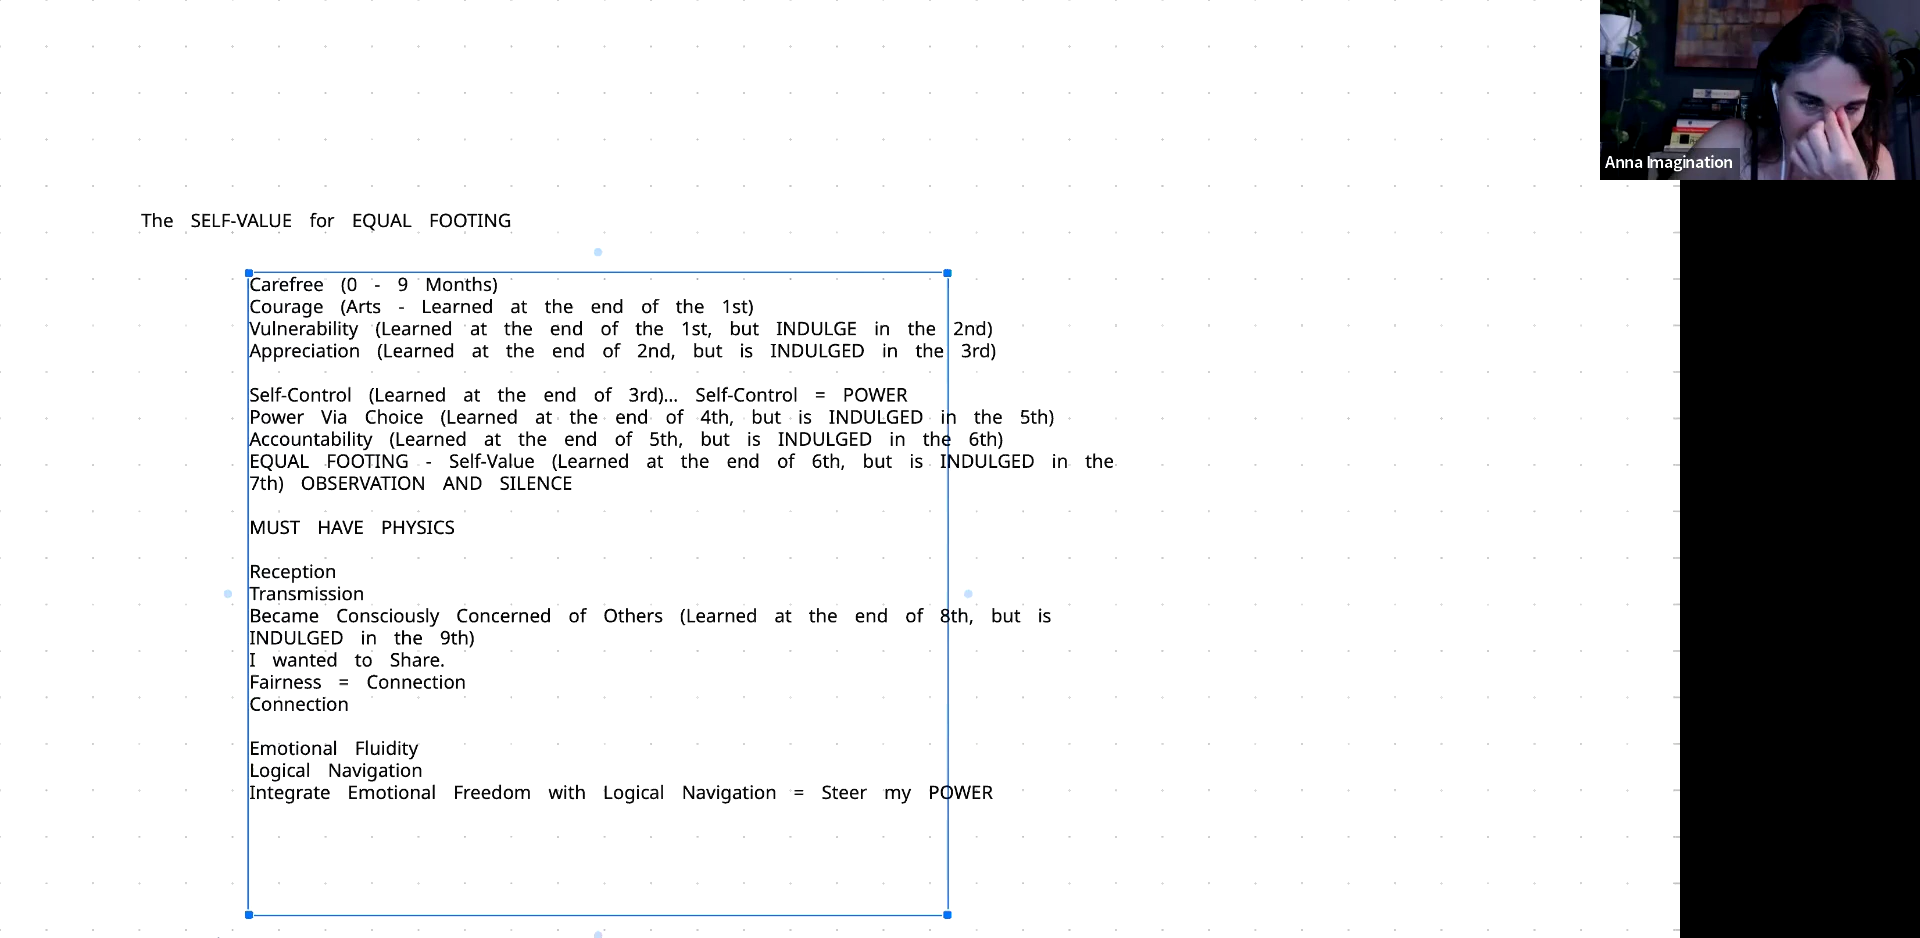 Anna Imagination
The SELF-VALUE for EQUAL FOOTING
Carefree (0 - 9 Months)
Courage (Arts - Learned at the end of the 1st)
Vulnerability (Learned at the end of the 1st, but INDULGE in the 2nd)
Appreciation (Learned at the end of 2nd, but is INDULGED in the 3rd)
Self-Control (Learned at the end of 3rd)... Self-Control = POWER
Power Via Choice (Learned at the end of 4th, but is INDULGED in the 5th)
Accountability (Learned at the end of 5th, but is INDULGED in the 6th)
EQUAL FOOTING - Self-Value (Learned at the end of 6th, but is INDULGED in the
7th) OBSERVATION AND SILENCE
MUST HAVE PHYSICS
Reception
Transmission
Became Consciously Concerned of Others (Learned at the end of 8th, but is
INDULGED in the 9th)
I wanted to Share.
Fairness = Connection
Connection
Emotional Fluidity
Logical Navigation
Integrate Emotional Freedom with Logical Navigation = Steer my POWER